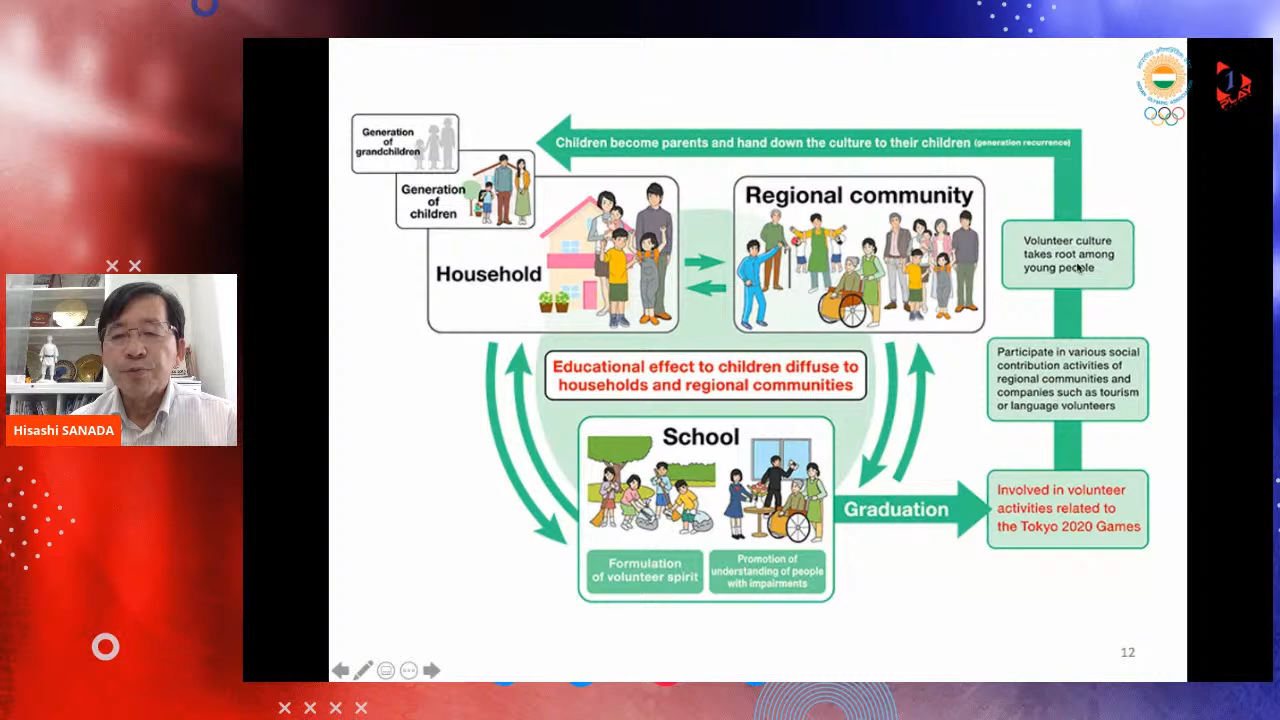 Generation
of
grandchildren
Generation
of
children
Children become parents and hand down the culture to their children (generation recurrence)
Household
Regional community
Volunteer culture
takes root among
young people
Educational effect to children diffuse to
households and regional communities
Participate in various social
contribution activities of
regional communities and
companies such as tourism
or language volunteers
School
Formulation
of volunteer spirit
Promotion of
understanding of people
with impairments
Graduation
Involved in volunteer
activities related to
the Tokyo 2020 Games
12
Hisashi SANADA
1
PLAY